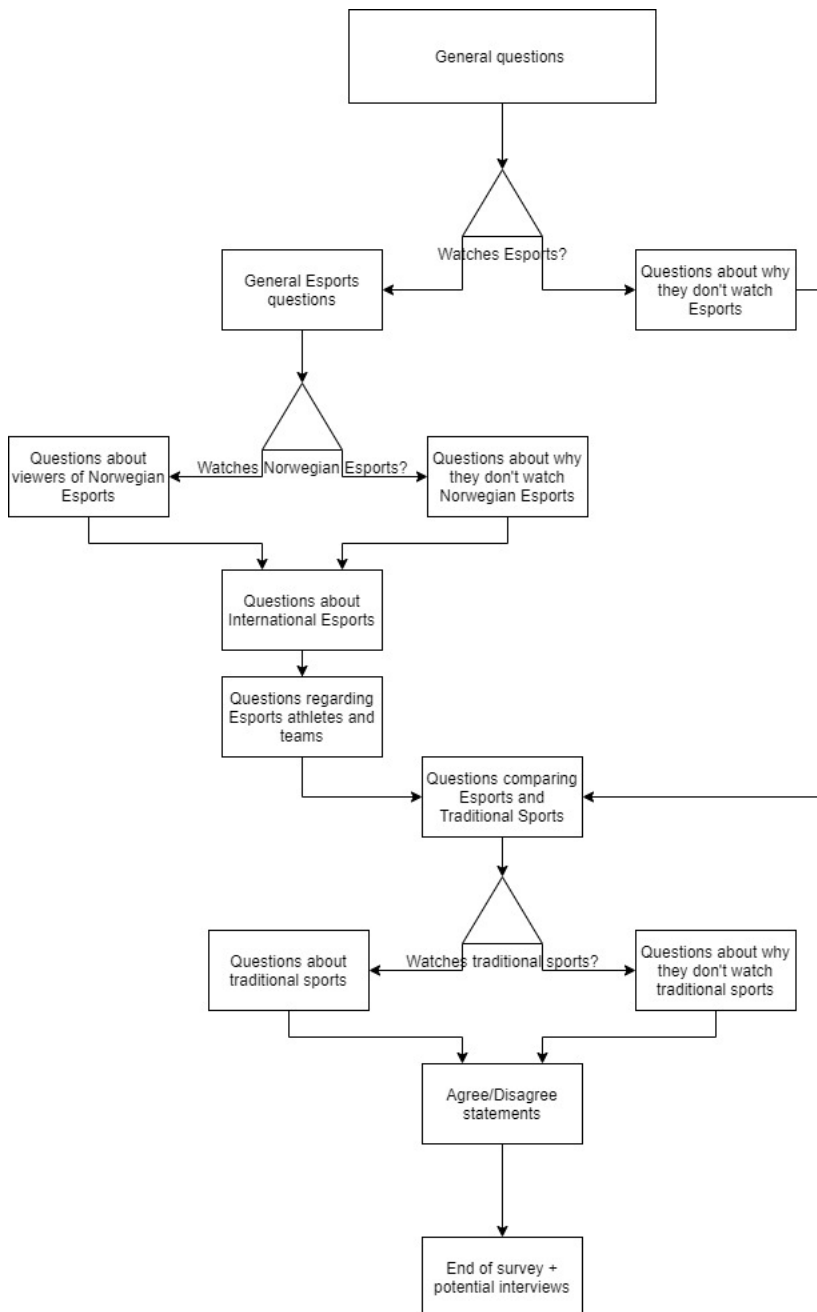 General questions
Watches Esports?
General Esports
questions
Questions about why
they don't watch
Esports
Questions about
viewers of Norwegian
Esports
Watches Norwegian Esports?
Questions about why
they don't watch
Norwegian Esports
Questions about
International Esports
Questions regarding
Esports athletes and
teams
Questions comparing
Esports and
Traditional Sports
Questions about
traditional sports
Watches traditional sports?
Questions about why
they don't watch
traditional sports
Agree/Disagree
statements
End of survey +
potential interviews